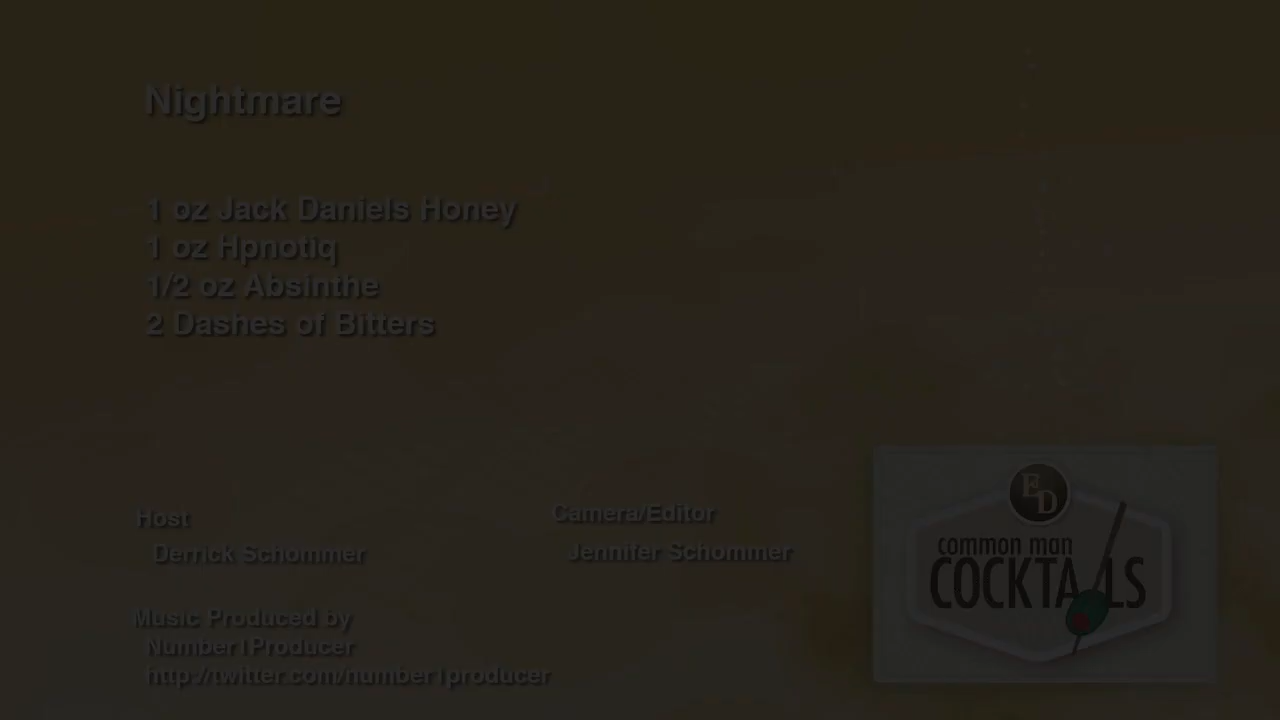 Nightmare
1 oz Jack Daniels Honey
1 oz Hpnotiq
1/2 oz Absinthe
2 Dashes of Bitters
Host
Derrick Schommer
Camera/Editor
Jennifer Schommer
Music Produced by
Number1Producer
http://twitter.com/number1producer
ED
common man
COCKTAILS